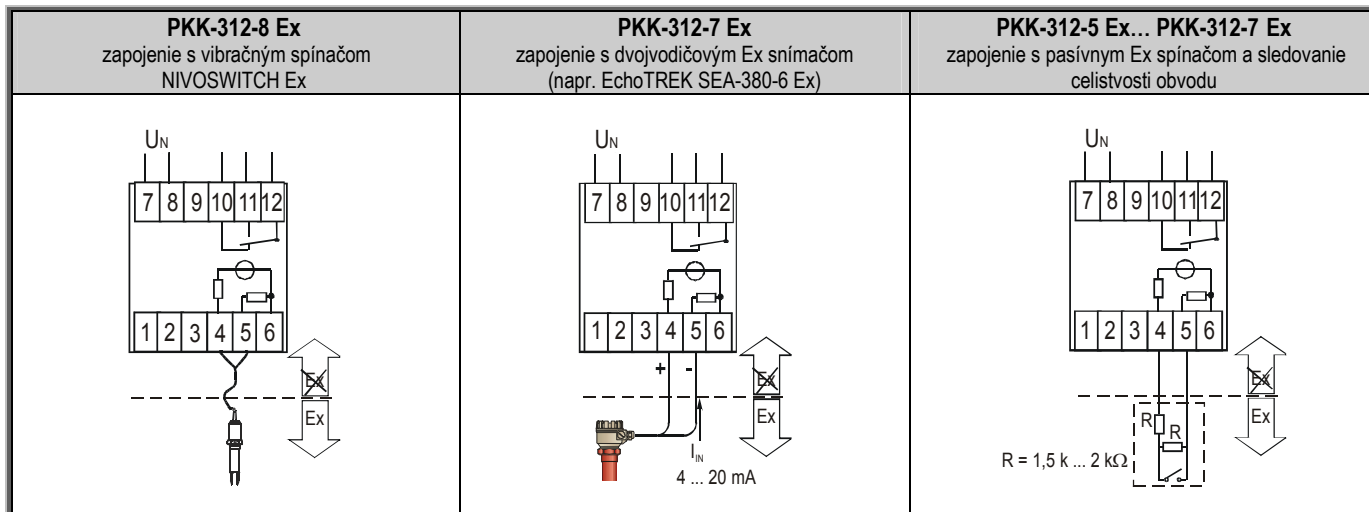 PKK-312-8 Ex
zapojenie s vibračným spínačom
NIVOSWITCH Ex
PKK-312-7 Ex
zapojenie s dvojvodičovým Ex snímačom
(napr. EchoTREK SEA-380-6 Ex)
PKK-312-5 Ex... PKK-312-7 Ex
zapojenie s pasívnym Ex spínačom a sledovanie
celistvosti obvodu
UN
7 8 9 10 11 12
1 2 3 4 5 6
Ex
Ex
UN
7 8 9 10 11 12
1 2 3 4 5 6
+ -
Ex
Ex
IIN
4 ... 20 mA
UN
7 8 9 10 11 12
1 2 3 4 5 6
Ex
Ex
R
R
R = 1,5 k ... 2 kΩ